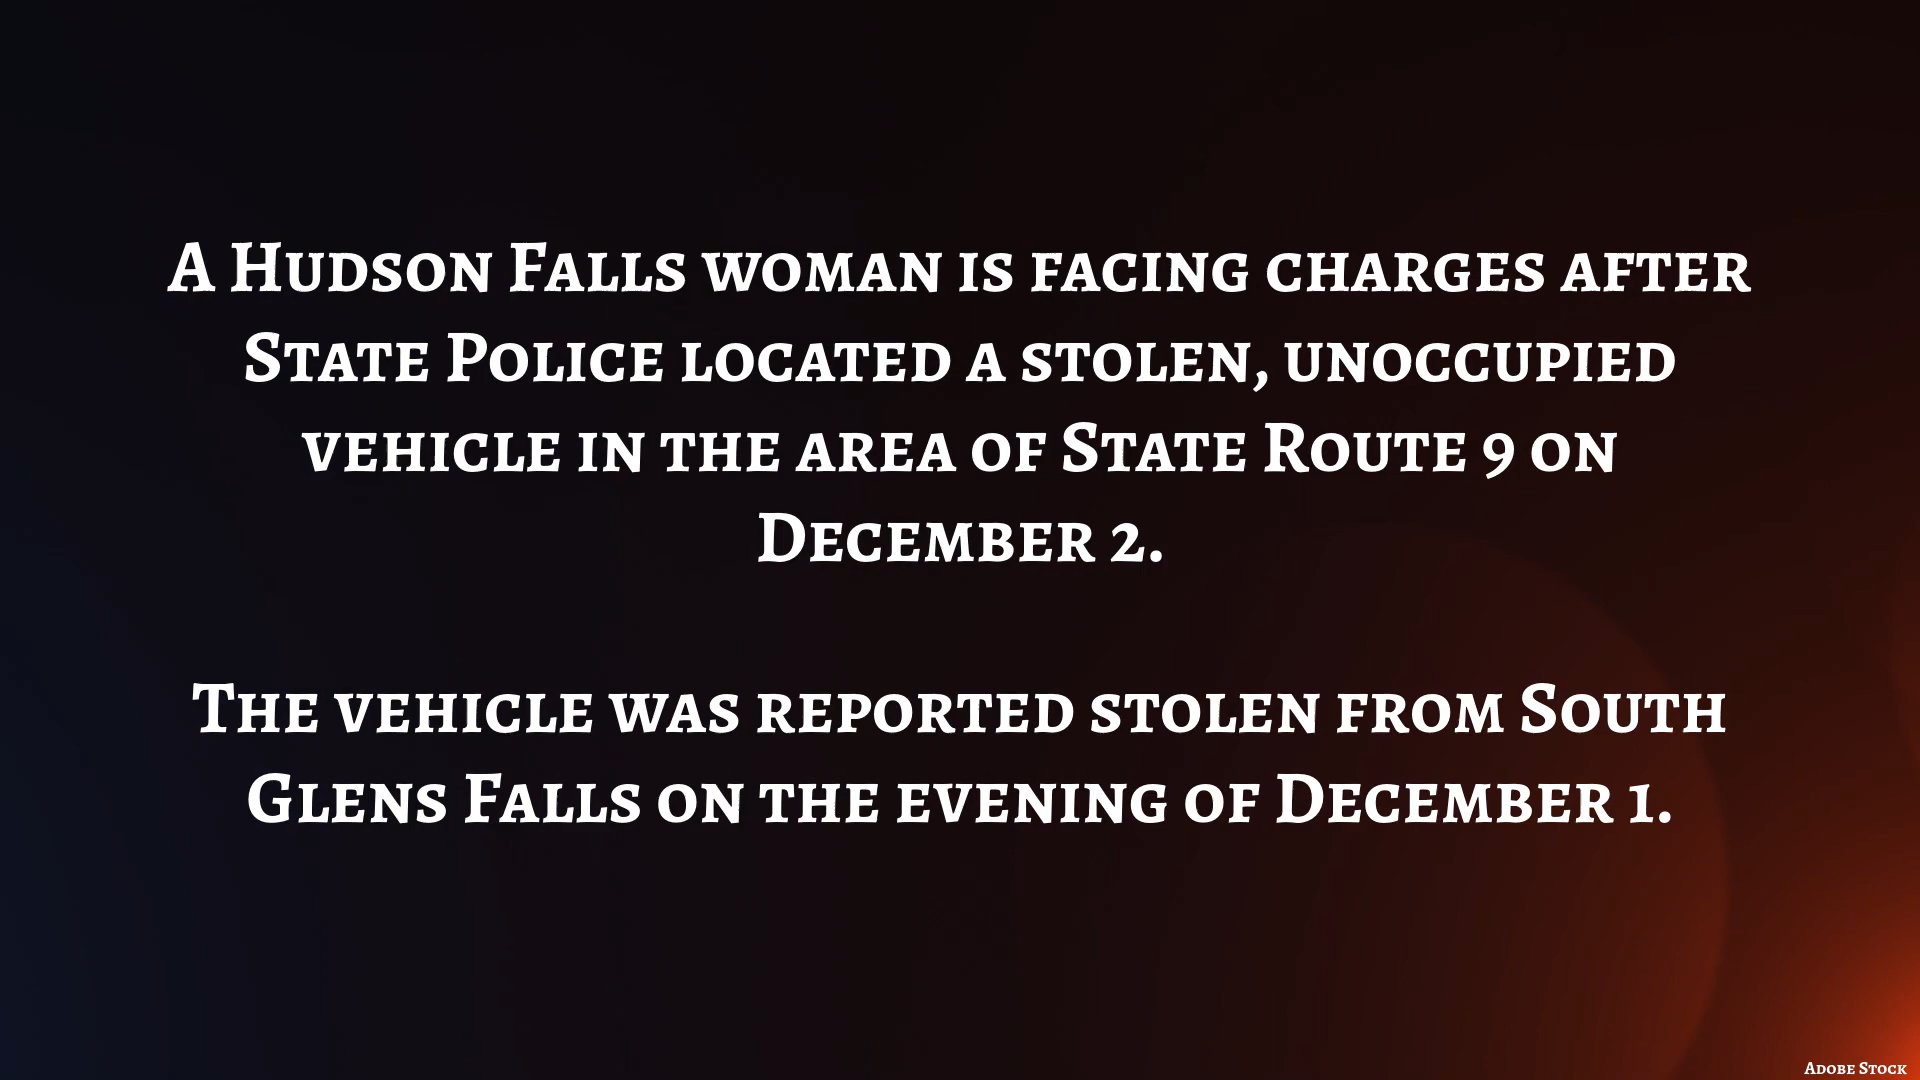 A Hudson Falls woman is facing charges after
State Police located a stolen, unoccupied
vehicle in the area of State Route 9 on
December 2.
The vehicle was reported stolen from South
Glens Falls on the evening of December 1.
Adobe Stock